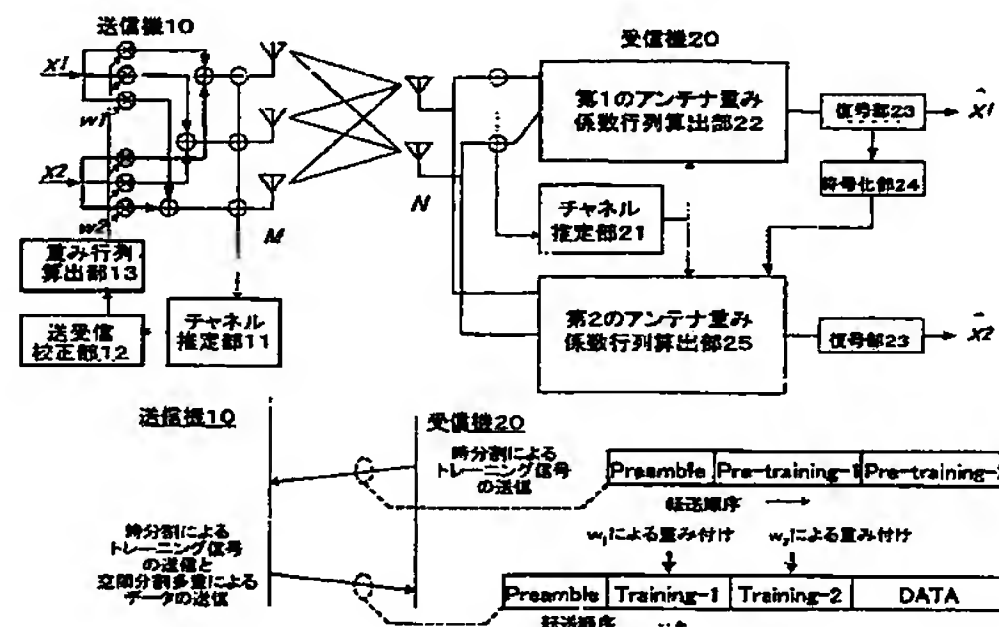 送信機10
X1
w1
X2
w2
重み行列
算出部13
送受信
校正部12
チャネル
推定部11
M
N
受信機20
第1のアンテナ重み
係数行列算出部22
復号部23
X1
符号化部24
チャネル
推定部21
第2のアンテナ重み
係数行列算出部25
復号部23
X2
送信機10
受信機20
時分割による
トレーニング信号
の送信
Preamble
Pre-training-1
Pre-training-2
転送順序
時分割による
トレーニング信号
の送信と
空間分割多重による
データの送信
w1による重み付け
w2による重み付け
Preamble
Training-1
Training-2
DATA
転送順序